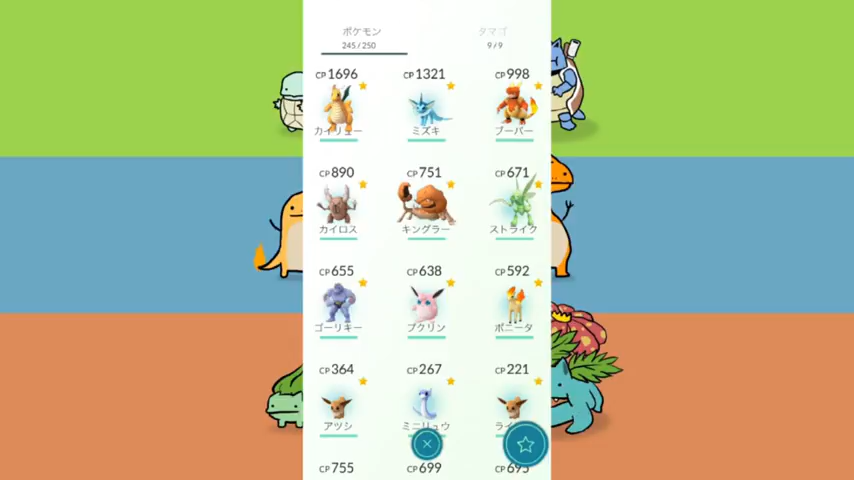 ポケモン タマゴ
245/250 9/9
CP1696 CP1321 CP998
カイリュー ミズキ ブーバー
CP890 CP751 CP671
カイロス キングラー ストライク
CP655 CP638 CP592
ゴーリキー プクリン ポニータ
CP364 CP267 CP221
アツシ ミニリュウ
CP755 CP699 CP695